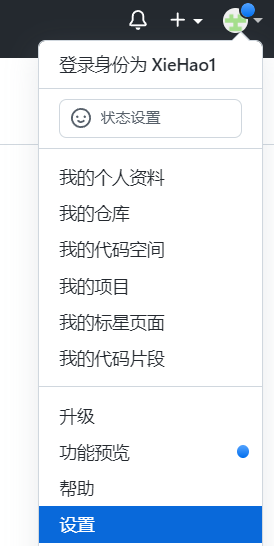 登录身份为 XieHao1
状态设置
我的个人资料
我的仓库
我的代码空间
我的项目
我的标星页面
我的代码片段
升级
功能预览
帮助
设置